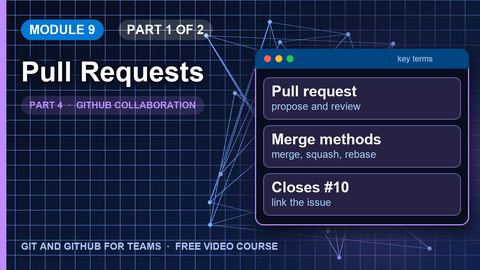 MODULE 9
PART 1 OF 2
Pull Requests
PART 4 · GITHUB COLLABORATION
key terms
Pull request
propose and review
Merge methods
merge, squash, rebase
Closes #10
link the issue
GIT AND GITHUB FOR TEAMS · FREE VIDEO COURSE